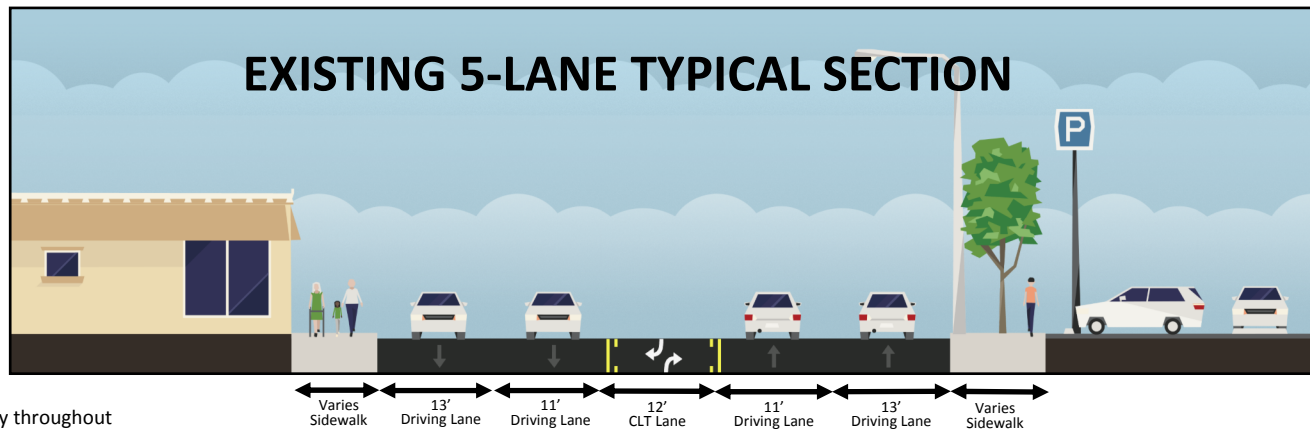 EXISTING 5-LANE TYPICAL SECTION
P
Varies
Sidewalk
13’
Driving Lane
11’
Driving Lane
12’
CLT Lane
11’
Driving Lane
13’
Driving Lane
Varies
Sidewalk
y throughout